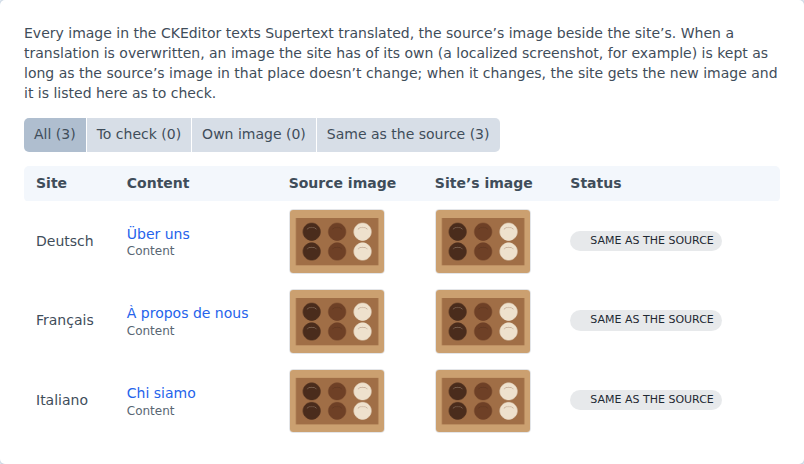 Every image in the CKEditor texts Supertext translated, the source’s image beside the site’s. When a
translation is overwritten, an image the site has of its own (a localized screenshot, for example) is kept as
long as the source’s image in that place doesn’t change; when it changes, the site gets the new image and
it is listed here as to check.
All (3) To check (0) Own image (0) Same as the source (3)
Site Content Source image Site’s image Status
Deutsch Über uns SAME AS THE SOURCE
Content
Français À propos de nous SAME AS THE SOURCE
Content
Italiano Chi siamo SAME AS THE SOURCE
Content